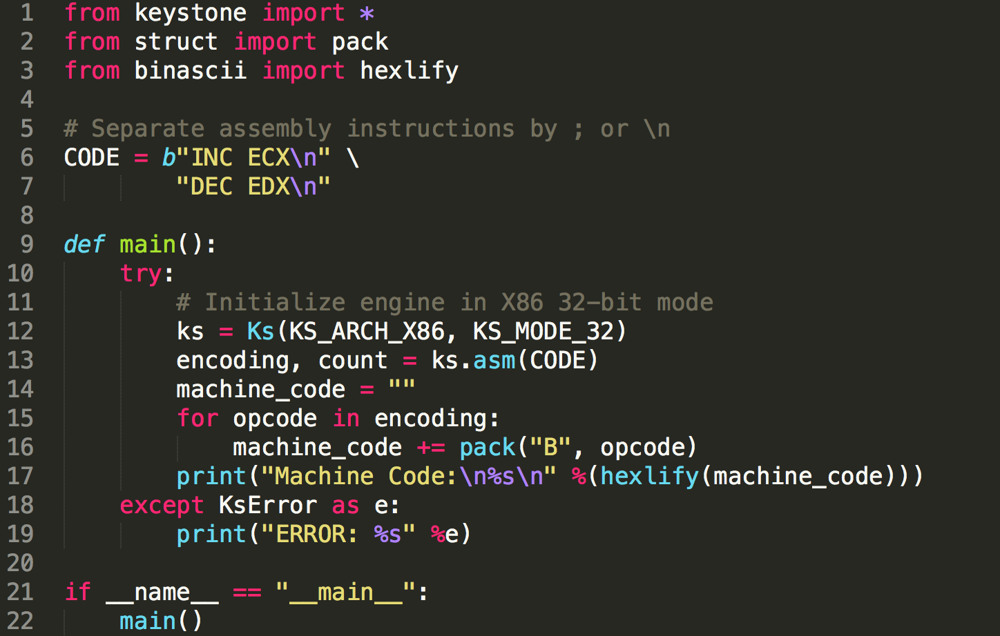 1 from keystone import *
2 from struct import pack
3 from binascii import hexlify
4
5 # Separate assembly instructions by ; or \n
6 CODE = b"INC ECX\n" \
7         "DEC EDX\n"
8
9 def main():
10     try:
11         # Initialize engine in X86 32-bit mode
12         ks = Ks(KS_ARCH_X86, KS_MODE_32)
13         encoding, count = ks.asm(CODE)
14         machine_code = ""
15         for opcode in encoding:
16             machine_code += pack("B", opcode)
17         print("Machine Code:\n%s\n" %(hexlify(machine_code)))
18     except KsError as e:
19         print("ERROR: %s" %e)
20
21 if __name__ == "__main__":
22     main()